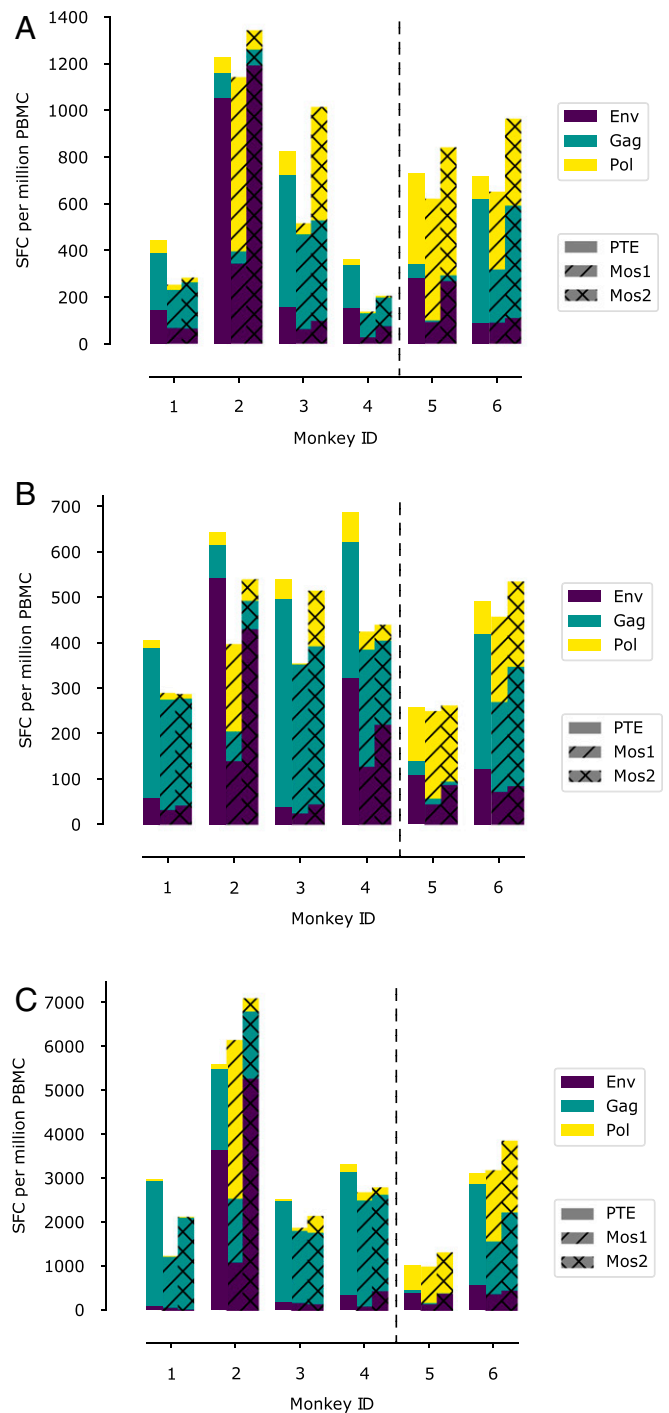 A
SFC per million PBMC
1400
1200
1000
800
600
400
200
0
1 2 3 4 5 6
Monkey ID
Env
Gag
Pol
PTE
Mos1
Mos2
B
SFC per million PBMC
700
600
500
400
300
200
100
0
1 2 3 4 5 6
Monkey ID
Env
Gag
Pol
PTE
Mos1
Mos2
C
SFC per million PBMC
7000
6000
5000
4000
3000
2000
1000
0
1 2 3 4 5 6
Monkey ID
Env
Gag
Pol
PTE
Mos1
Mos2